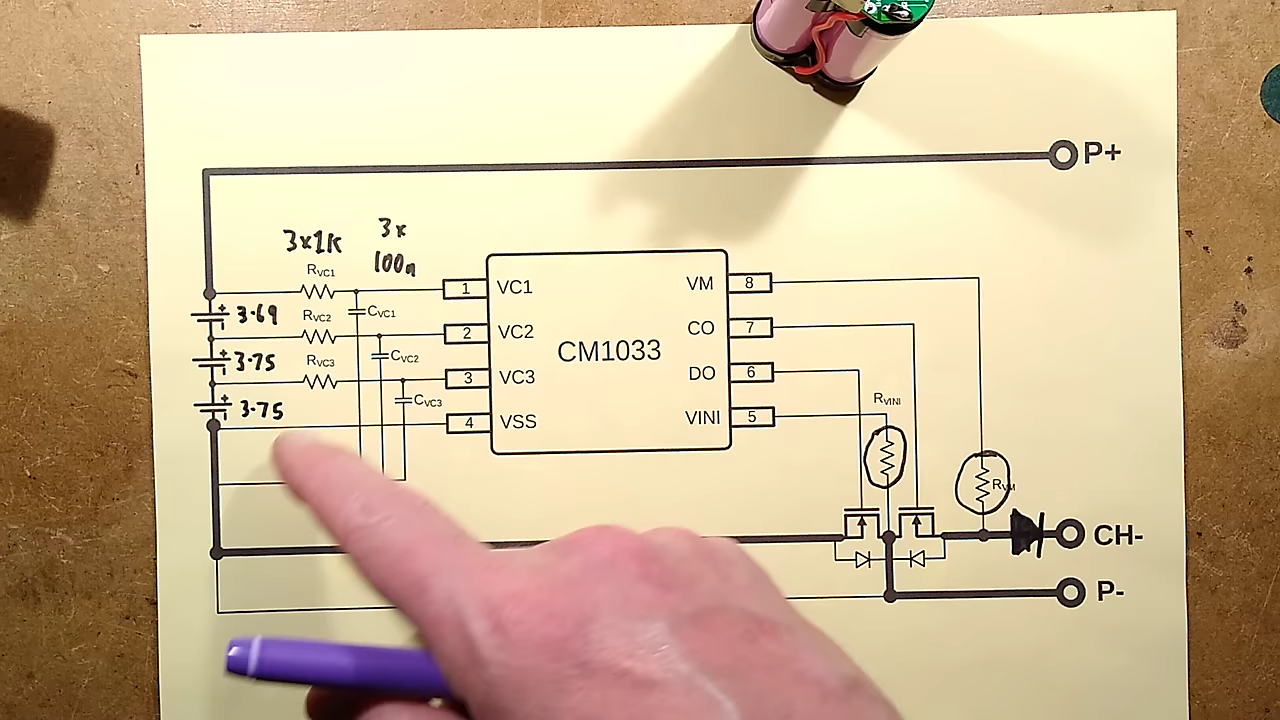 P+
3x1K
3x
100n
RVC1
1
VC1
VM
8
CVC1
3.69
RVC2
2
VC2
CO
7
CM1033
CVC2
3.75
RVC3
3
VC3
DO
6
CVC3
3.75
4
VSS
VINI
5
RVINI
RVM
CH-
P-